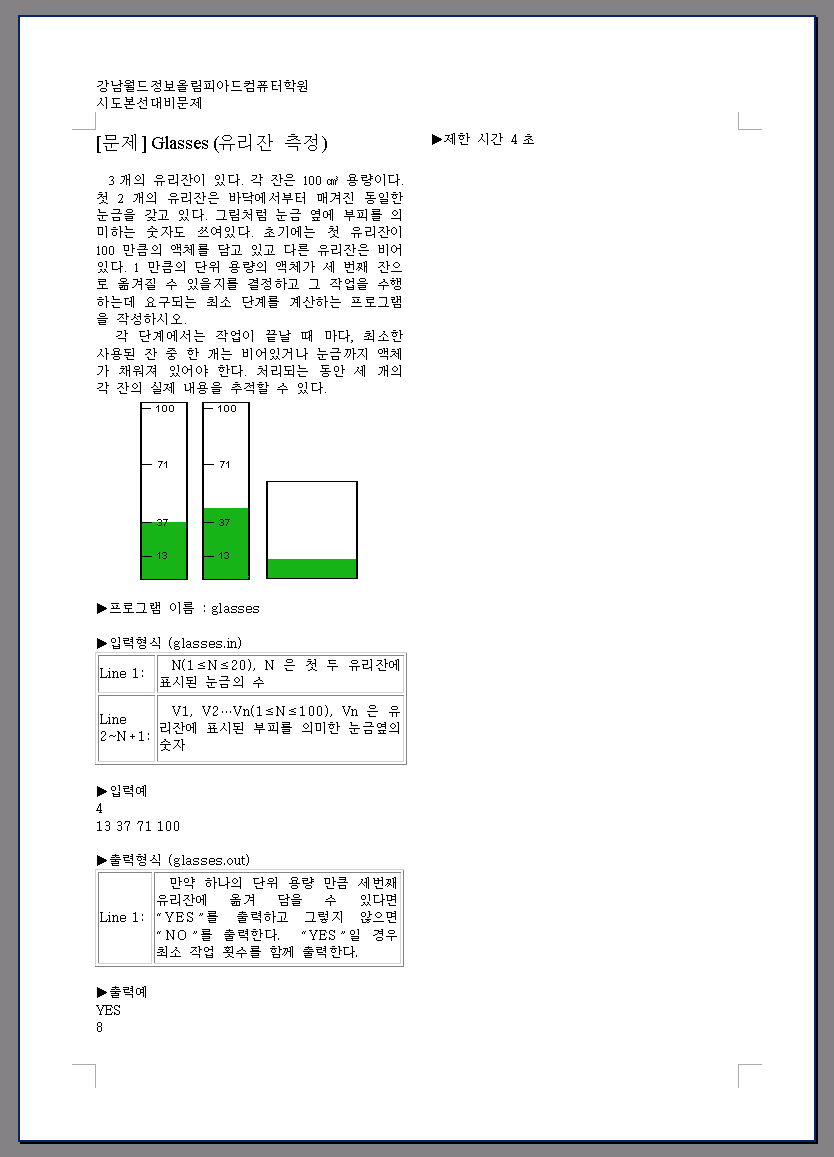 강남월드정보올림피아드컴퓨터학원
시도본선대비문제
[문제] Glasses (유리잔 측정)
3 개의 유리잔이 있다. 각 잔은 100 ㎤ 용량이다.
첫 2 개의 유리잔은 바닥에서부터 매겨진 동일한
눈금을 갖고 있다. 그림처럼 눈금 옆에 부피를 의
미하는 숫자도 쓰여있다. 초기에는 첫 유리잔이
100 만큼의 액체를 담고 있고 다른 유리잔은 비어
있다. 1 만큼의 단위 용량의 액체가 세 번째 잔으
로 옮겨질 수 있을지를 결정하고 그 작업을 수행
하는데 요구되는 최소 단계를 계산하는 프로그램
을 작성하시오.
각 단계에서는 작업이 끝날 때 마다, 최소한
사용된 잔 중 한 개는 비어있거나 눈금까지 액체
가 채워져 있어야 한다. 처리되는 동안 세 개의
각 잔의 실제 내용을 추적할 수 있다.
100 100
71 71
37 37
13 13
▶프로그램 이름 : glasses
▶입력형식 (glasses.in)
Line 1: N(1≤N≤20), N 은 첫 두 유리잔에
표시된 눈금의 수
Line
2~N+1:
V1, V2…Vn(1≤N≤100), Vn 은 유
리잔에 표시된 부피를 의미한 눈금옆의
숫자
▶입력예
4
13 37 71 100
▶출력형식 (glasses.out)
Line 1:
만약 하나의 단위 용량 만큼 세번째
유리잔에 옮겨 담을 수 있다면
“YES”를 출력하고 그렇지 않으면
“NO”를 출력한다. “YES”일 경우
최소 작업 횟수를 함께 출력한다.
▶출력예
YES
8
▶제한 시간 4 초